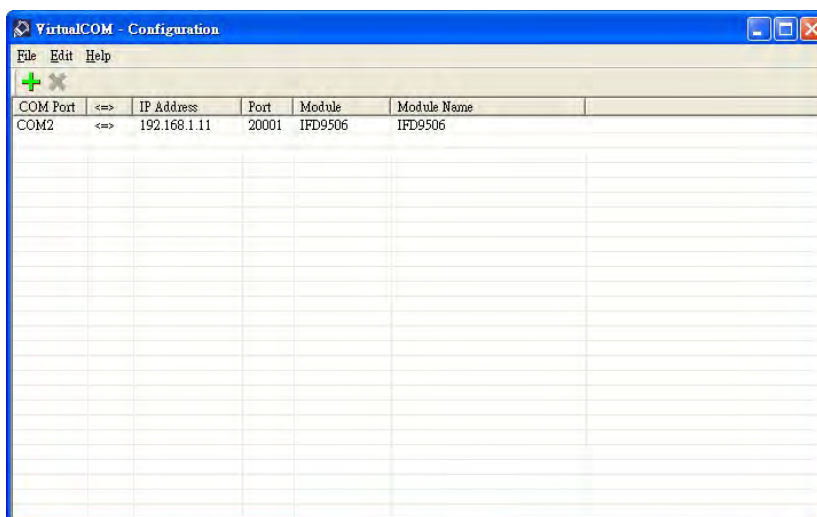 VirtualCOM - Configuration
File Edit Help
COM Port <=> IP Address Port Module Module Name
COM2 <=> 192.168.1.11 20001 IFD9506 IFD9506